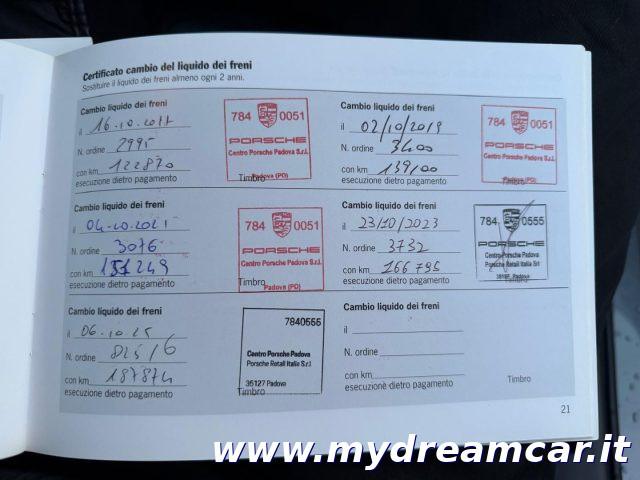 Certificato cambio del liquido dei freni
Sostituire il liquido dei freni almeno ogni 2 anni.
Cambio liquido dei freni
il 16.10.2017
N. ordine 2995
con km 122870
esecuzione dietro pagamento
784 0051
PORSCHE
Centro Porsche Padova S.r.l.
Padova (PD)
Timbro
Cambio liquido dei freni
il 02/10/2019
N. ordine 3400
con km 139100
esecuzione dietro pagamento
784 0051
PORSCHE
Centro Porsche Padova S.r.l.
Padova (PD)
Timbro
Cambio liquido dei freni
il 04.10.2021
N. ordine 3076
con km 151249
esecuzione dietro pagamento
784 0051
PORSCHE
Centro Porsche Padova S.r.l.
Padova (PD)
Timbro
Cambio liquido dei freni
il 23/10/2023
N. ordine 3732
con km 166795
esecuzione dietro pagamento
784 0555
PORSCHE
Centro Porsche Padova
Porsche Retail Italia Srl
Padova
Timbro
Cambio liquido dei freni
il 06.10.25
N. ordine 825/6
con km 187874
esecuzione dietro pagamento
7840555
Centro Porsche Padova
Porsche Retail Italia S.r.l.
35127 Padova
Timbro
Cambio liquido dei freni
il
N. ordine
con km
esecuzione dietro pagamento
Timbro
21
www.mydreamcar.it